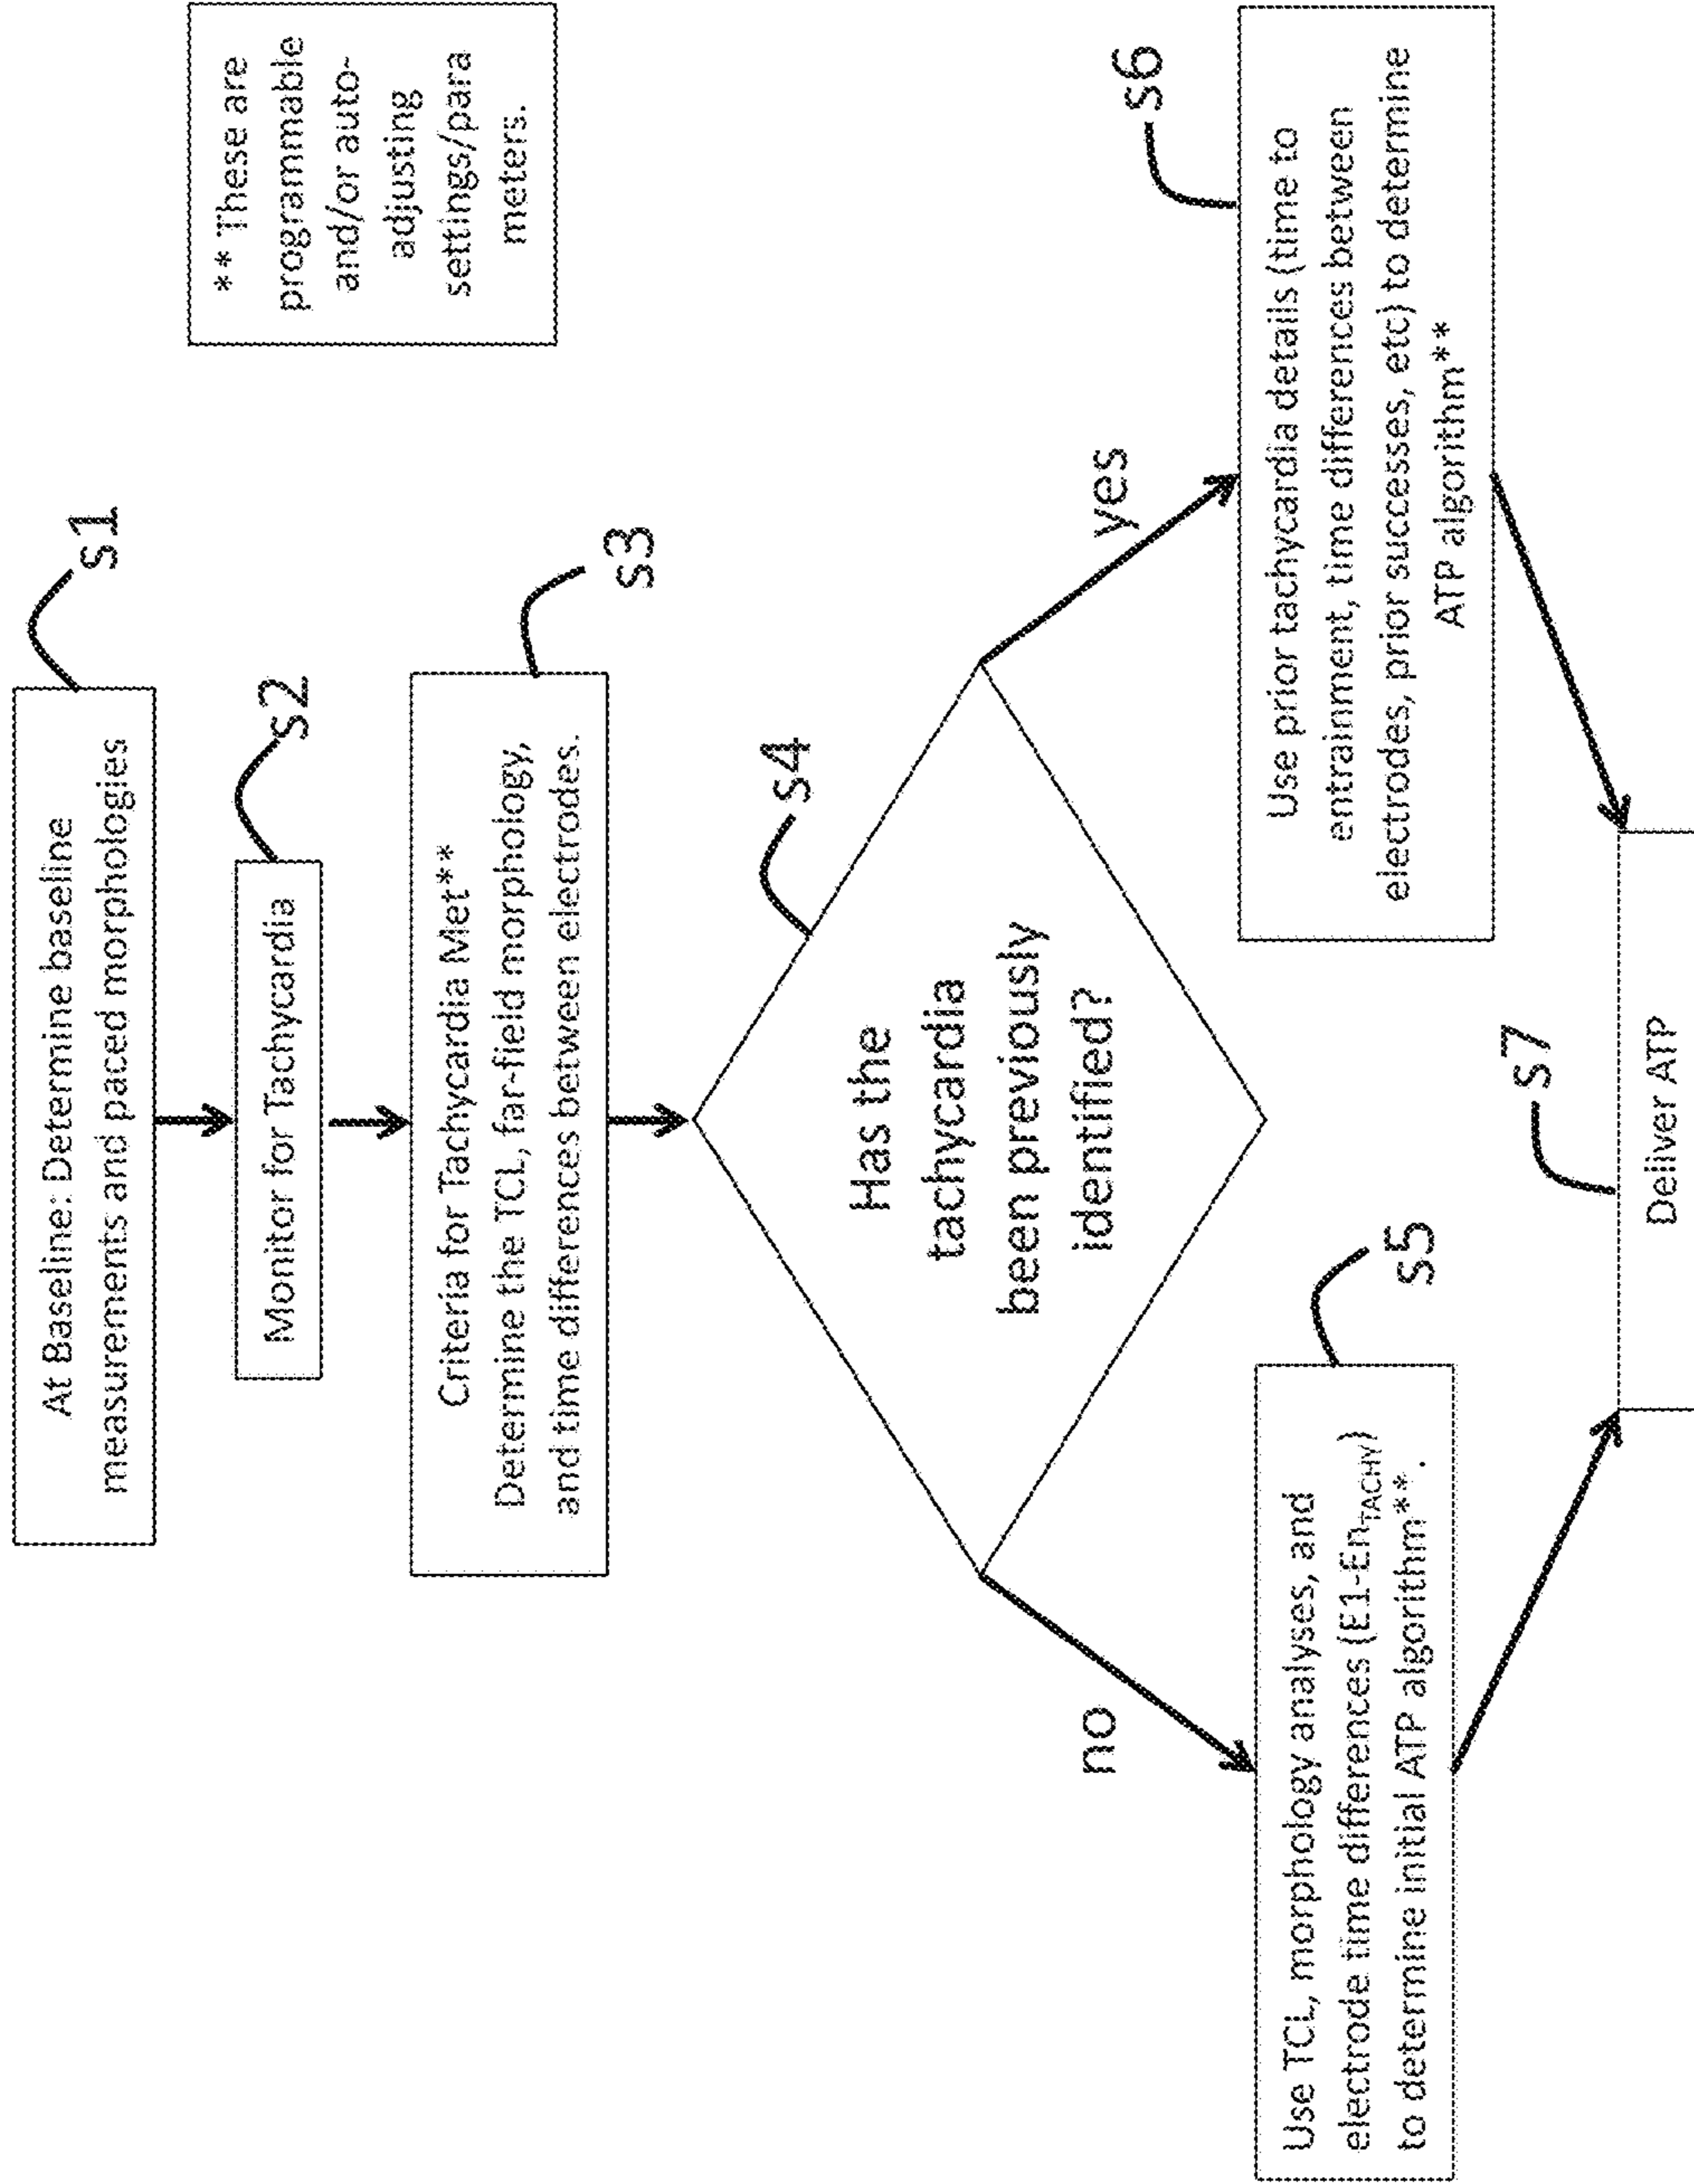 At Baseline: Determine baseline
measurements and paced morphologies
s1
** These are
programmable
and/or auto-
adjusting
settings/para
meters.
Monitor for Tachycardia
s2
Criteria for Tachycardia Met**
Determine the TCL, far-field morphology,
and time differences between electrodes.
s3
Has the
tachycardia
been previously
identified?
s4
no
yes
Use TCL, morphology analyses, and
electrode time differences (E1-En_TACHY)
to determine initial ATP algorithm**.
s5
Use prior tachycardia details (time to
entrainment, time differences between
electrodes, prior successes, etc) to determine
ATP algorithm**
s6
s7
Deliver ATP